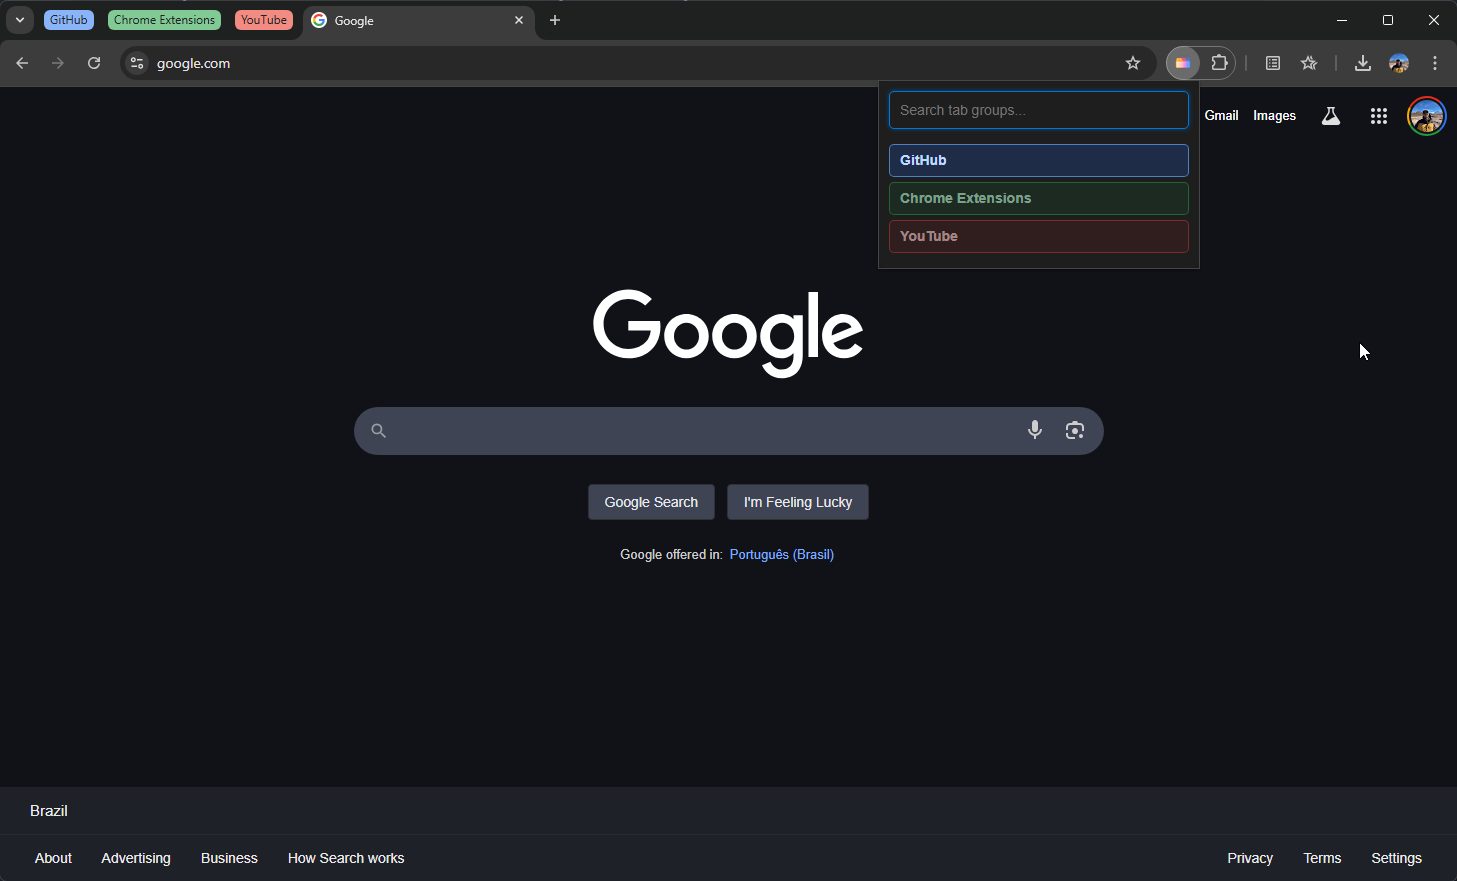 GitHub Chrome Extensions YouTube Google
google.com
Search tab groups...
GitHub
Chrome Extensions
YouTube
Gmail Images
Google
Google Search I'm Feeling Lucky
Google offered in: Português (Brasil)
Brazil
About Advertising Business How Search works Privacy Terms Settings